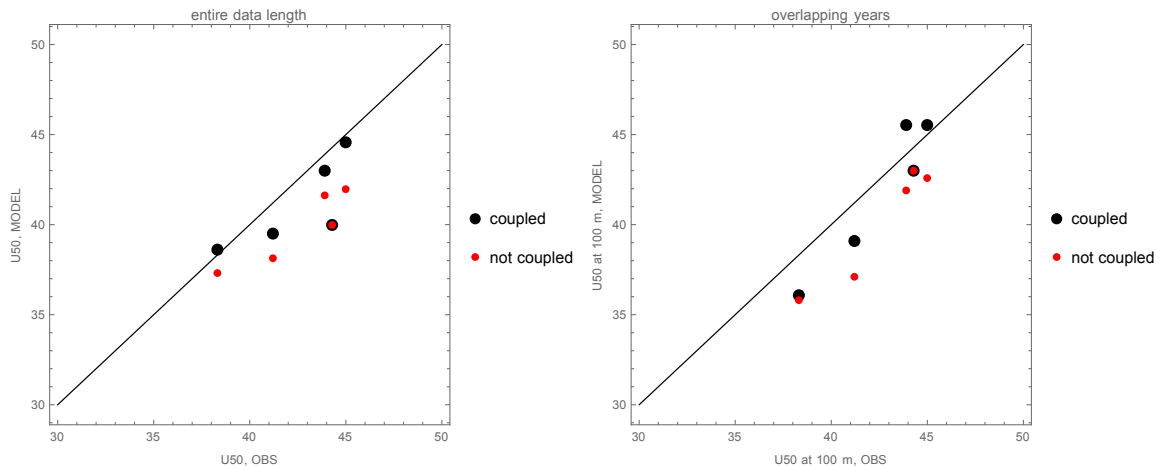 entire data length
50
45
40
35
30
U50, MODEL
30 35 40 45 50
U50, OBS
coupled
not coupled
overlapping years
50
45
40
35
30
U50 at 100 m, MODEL
30 35 40 45 50
U50 at 100 m, OBS
coupled
not coupled